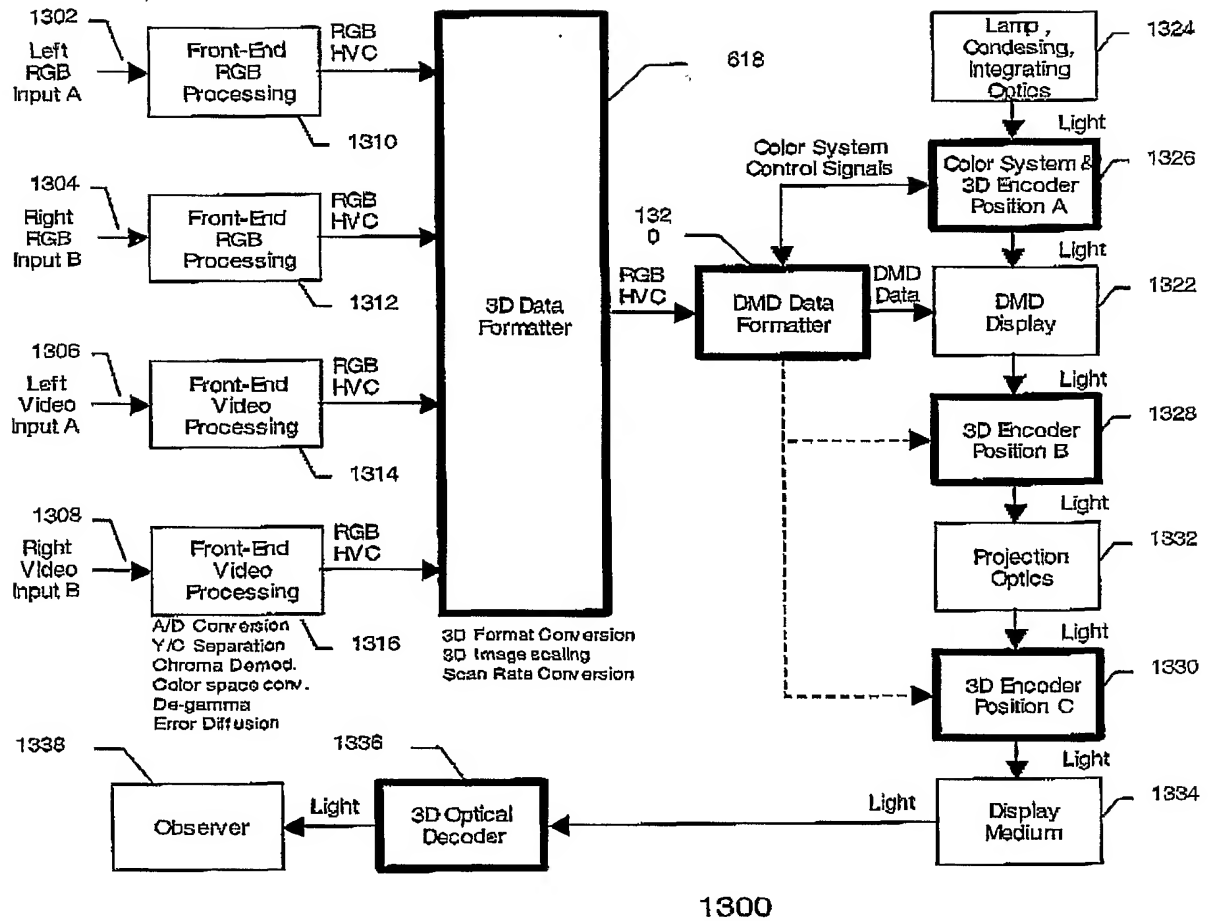 1302
Left
RGB
Input A
Front-End
RGB
Processing
1310
RGB
HVC
1304
Right
RGB
Input B
Front-End
RGB
Processing
1312
RGB
HVC
1306
Left
Video
Input A
Front-End
Video
Processing
1314
RGB
HVC
1308
Right
Video
Input B
Front-End
Video
Processing
1316
RGB
HVC
A/D Conversion
Y/C Separation
Chroma Demod.
Color space conv.
De-gamma
Error Diffusion
618
3D Data
Formatter
3D Format Conversion
3D Image scaling
Scan Rate Conversion
RGB
HVC
132
0
DMD Data
Formatter
Color System
Control Signals
DMD
Data
Lamp,
Condesing,
Integrating
Optics
1324
Light
Color System &
3D Encoder
Position A
1326
Light
DMD
Display
1322
Light
3D Encoder
Position B
1328
Light
Projection
Optics
1332
Light
3D Encoder
Position C
1330
Light
Display
Medium
1334
Light
1336
3D Optical
Decoder
Light
1338
Observer
1300